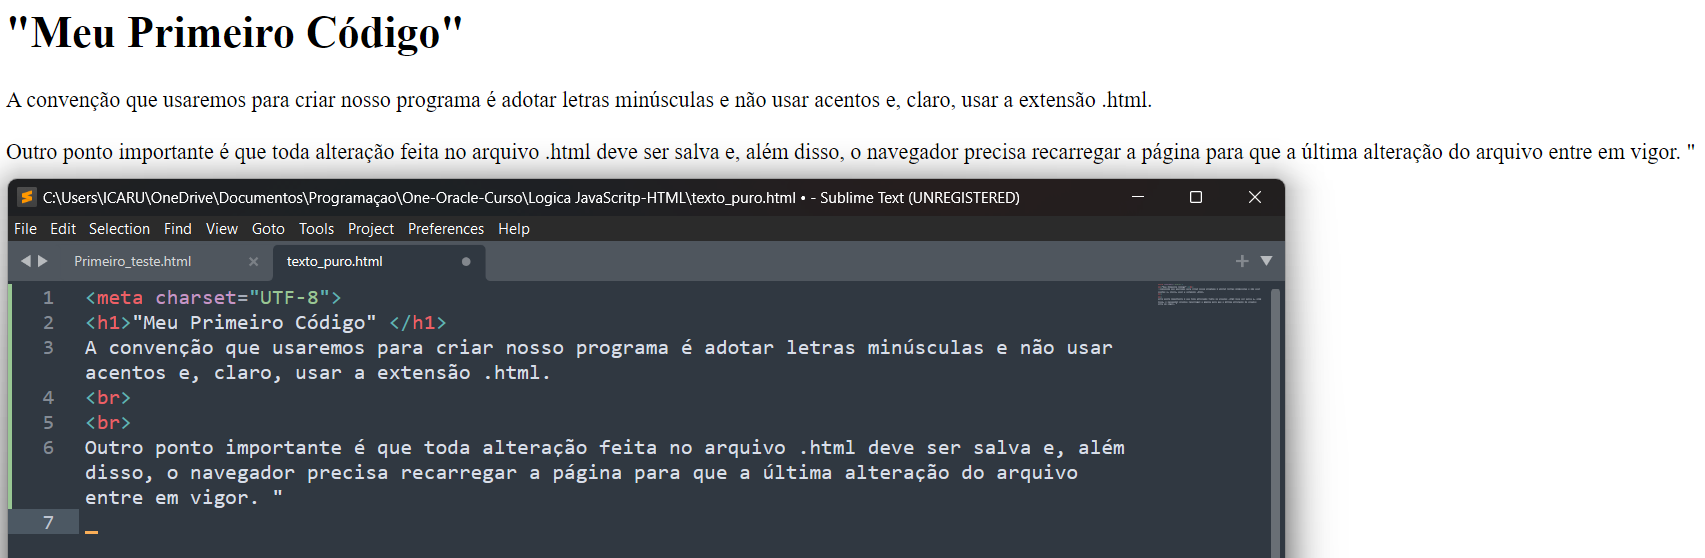 "Meu Primeiro Código"
A convenção que usaremos para criar nosso programa é adotar letras minúsculas e não usar acentos e, claro, usar a extensão .html.
Outro ponto importante é que toda alteração feita no arquivo .html deve ser salva e, além disso, o navegador precisa recarregar a página para que a última alteração do arquivo entre em vigor. "
C:\Users\ICARU\OneDrive\Documentos\Programaçao\One-Oracle-Curso\Logica JavaScritp-HTML\texto_puro.html • - Sublime Text (UNREGISTERED)
File Edit Selection Find View Goto Tools Project Preferences Help
Primeiro_teste.html texto_puro.html
1 <meta charset="UTF-8">
2 <h1>"Meu Primeiro Código" </h1>
3 A convenção que usaremos para criar nosso programa é adotar letras minúsculas e não usar
acentos e, claro, usar a extensão .html.
4 <br>
5 <br>
6 Outro ponto importante é que toda alteração feita no arquivo .html deve ser salva e, além
disso, o navegador precisa recarregar a página para que a última alteração do arquivo
entre em vigor. "
7